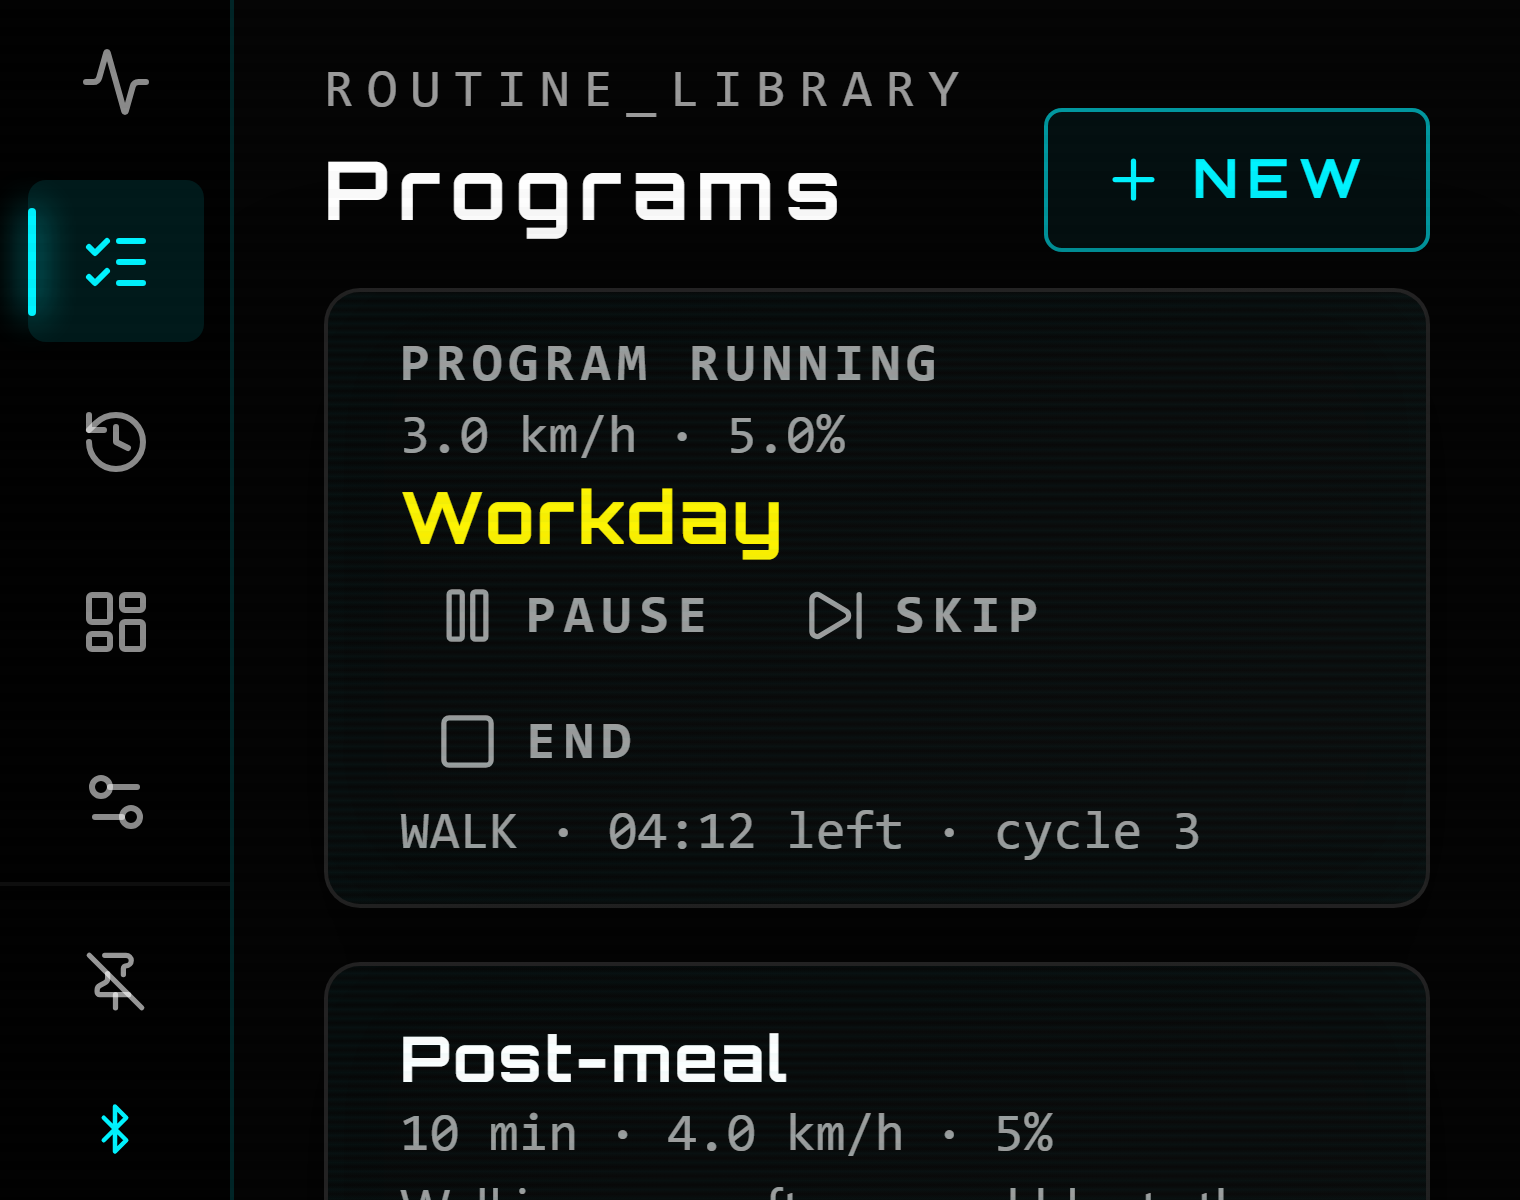 ROUTINE_LIBRARY
Programs
+ NEW
PROGRAM RUNNING
3.0 km/h · 5.0%
Workday
PAUSE SKIP
END
WALK · 04:12 left · cycle 3
Post-meal
10 min · 4.0 km/h · 5%